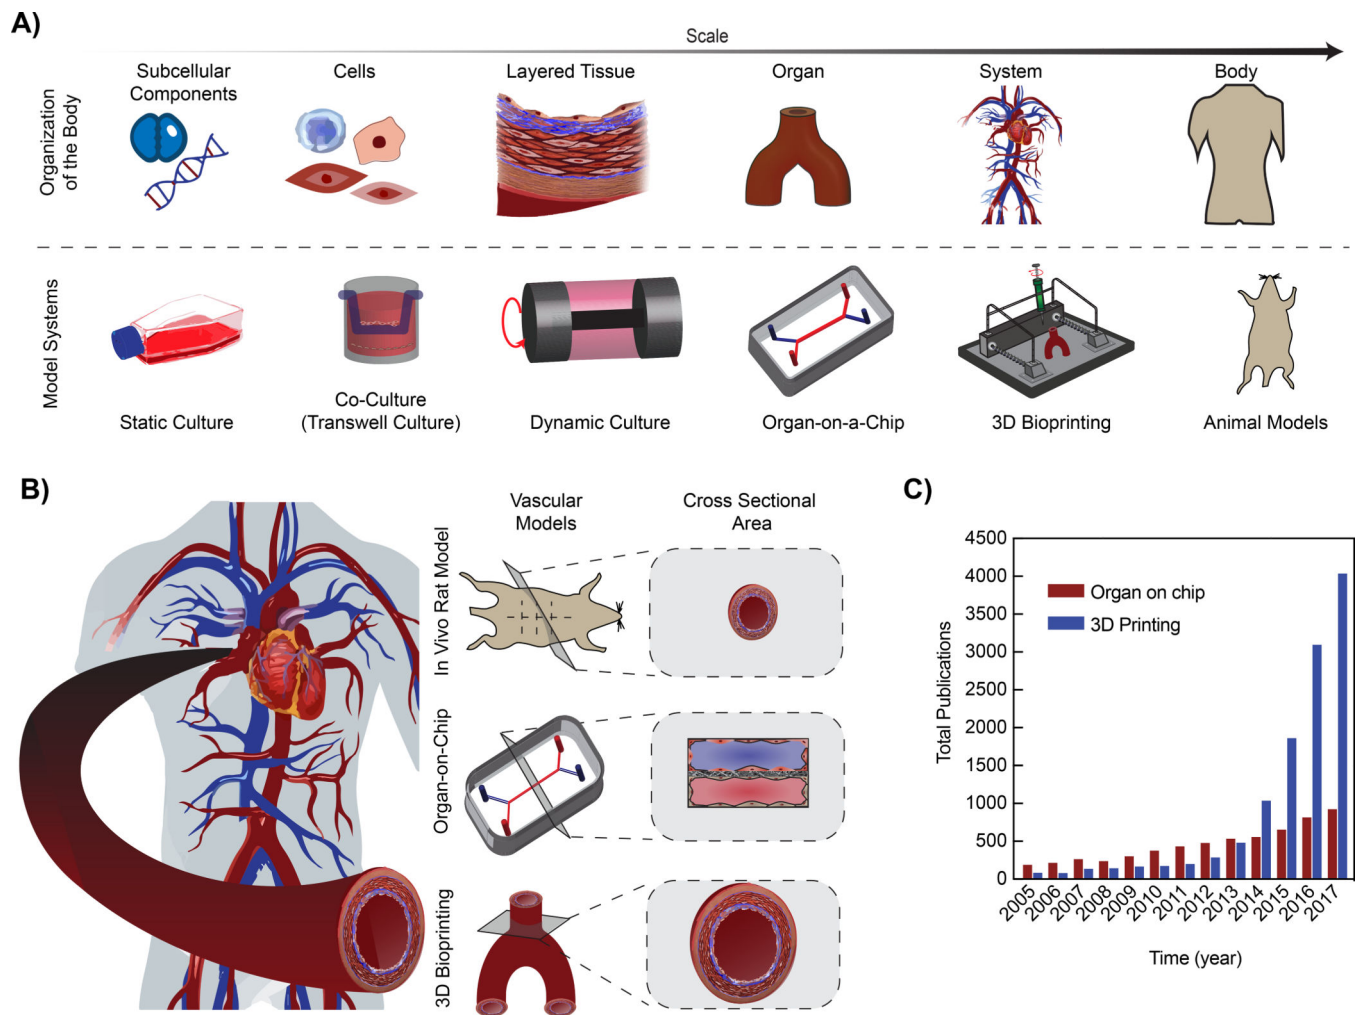 A)
Scale
Organization
of the Body
Subcellular
Components
Cells
Layered Tissue
Organ
System
Body
Model Systems
Static Culture
Co-Culture
(Transwell Culture)
Dynamic Culture
Organ-on-a-Chip
3D Bioprinting
Animal Models
B)
Vascular
Models
Cross Sectional
Area
In Vivo Rat Model
Organ-on-Chip
3D Bioprinting
C)
Total Publications
4500
4000
3500
3000
2500
2000
1500
1000
500
0
Organ on chip
3D Printing
2005
2006
2007
2008
2009
2010
2011
2012
2013
2014
2015
2016
2017
Time (year)